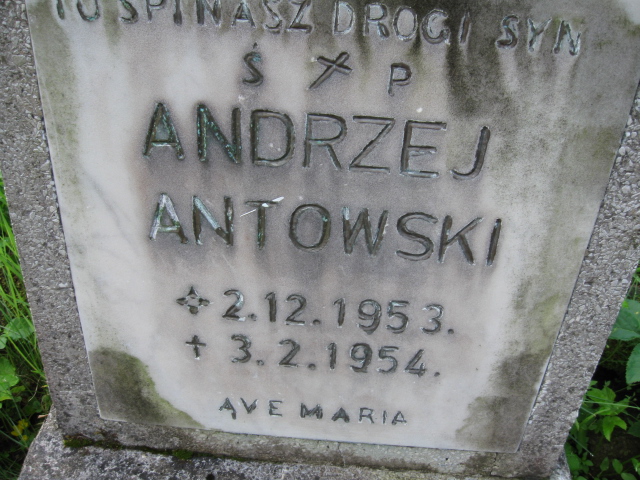 TU SPINASZ DROGI SYN
Ś P
ANDRZEJ
ANTOWSKI
2.12.1953.
3.2.1954.
AVE MARIA